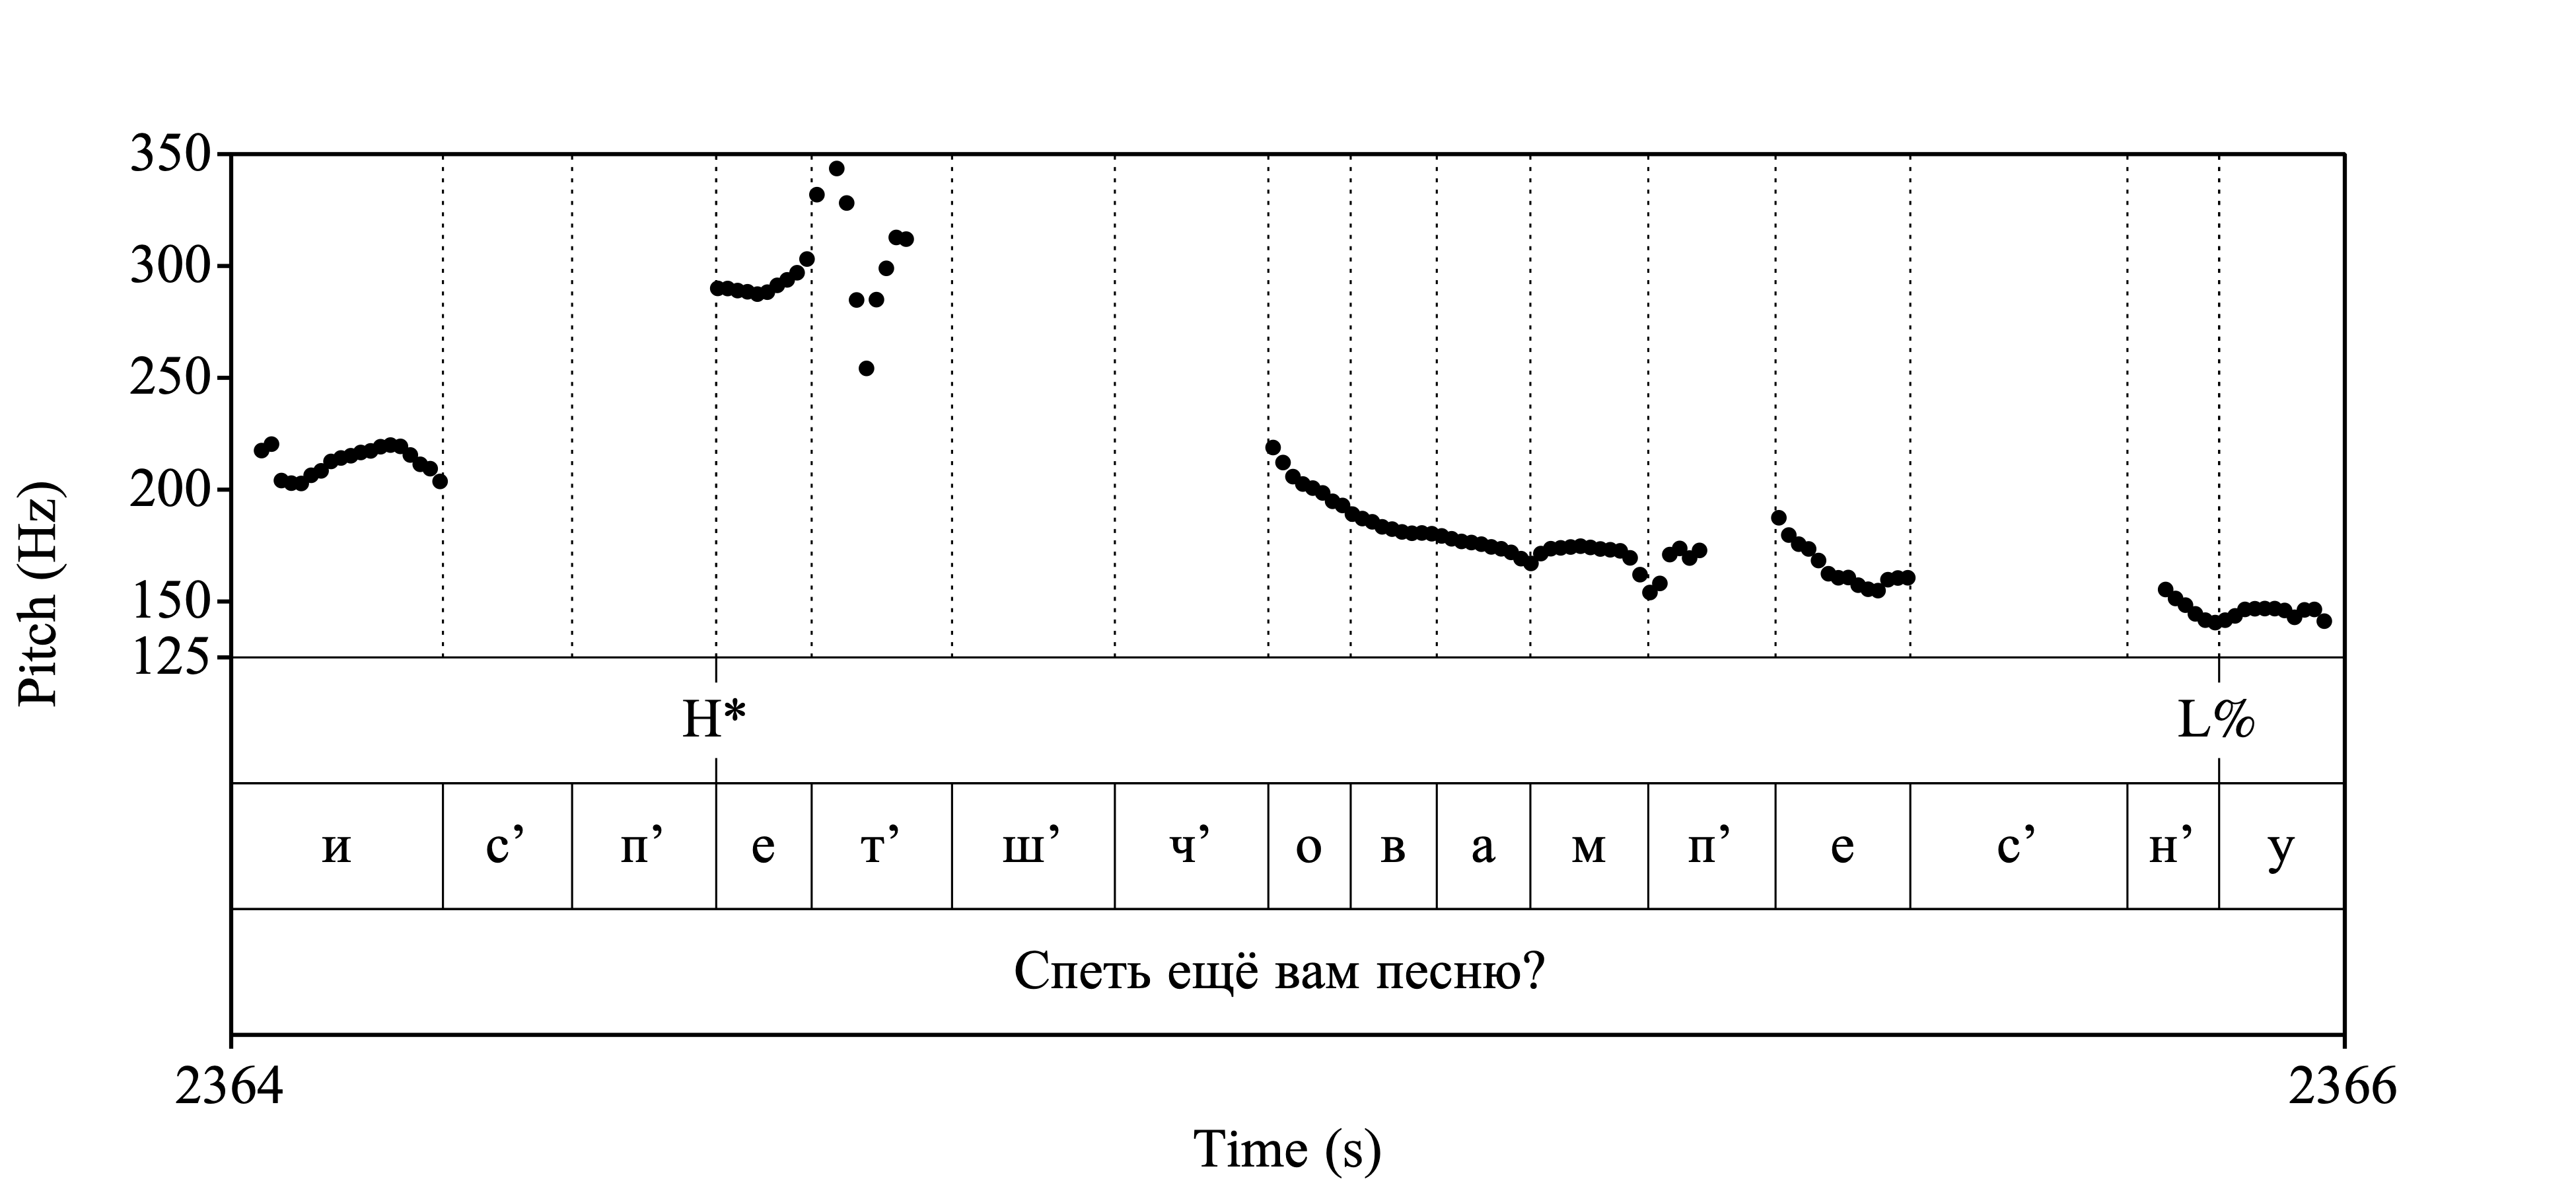 350
300
250
200
150
125
Pitch (Hz)
H* L%
и с’ п’ е т’ ш’ ч’ о в а м п’ е с’ н’ у
Спеть ещё вам песню?
2364 2366
Time (s)